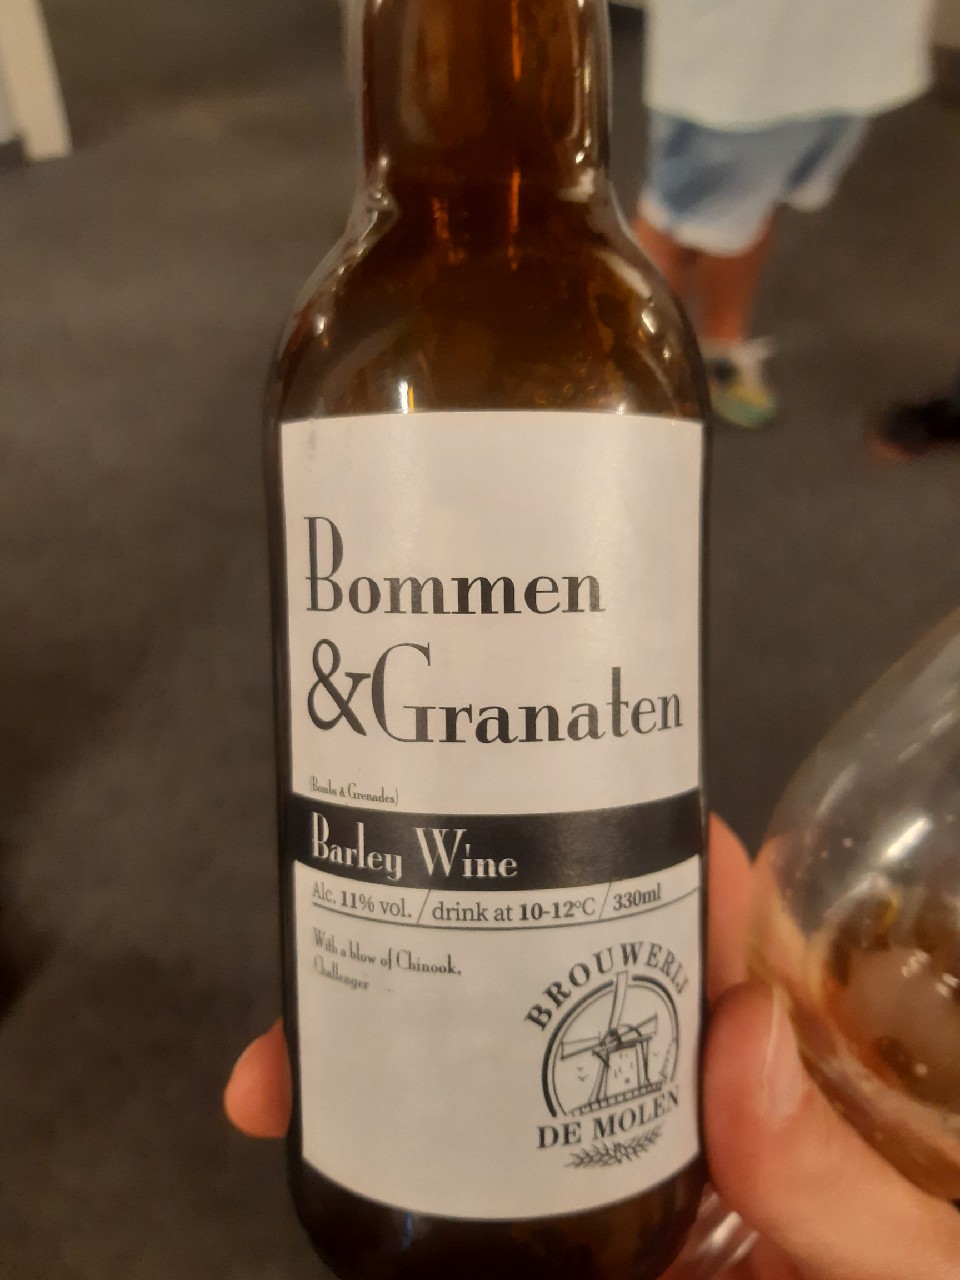 Bommen
&Granaten
(Bombs & Grenades)
Barley Wine
Alc. 11% vol. / drink at 10-12°C / 330ml
With a blow of Chinook,
Challenger
BROUWERIJ
DE MOLEN